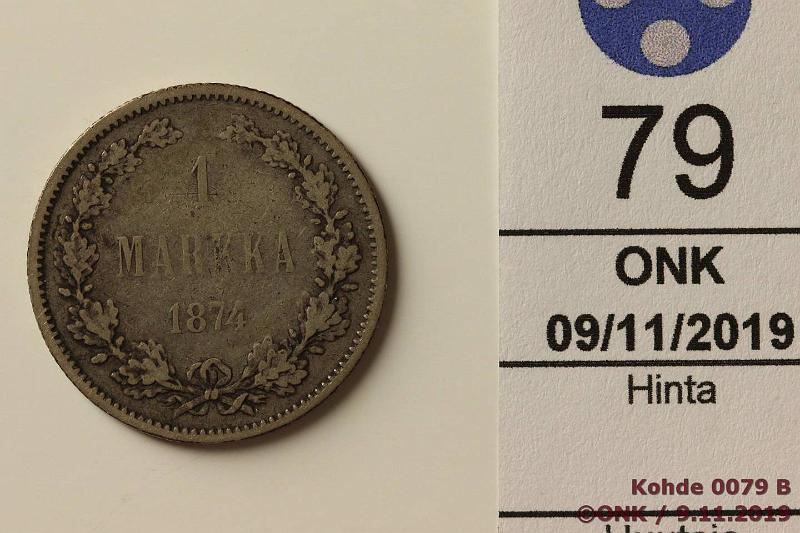 1
MARKKA
1874
79
ONK
09/11/2019
Hinta
Kohde 0079 B
©ONK / 9.11.2019